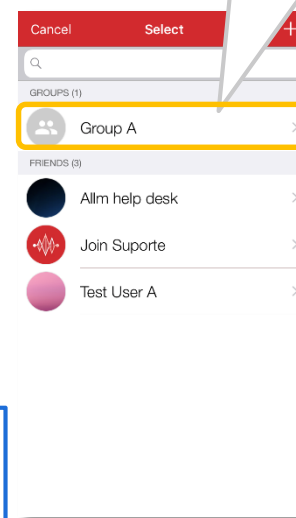 Cancel Select +
GROUPS (1)
Group A
FRIENDS (3)
Allm help desk
Join Suporte
Test User A